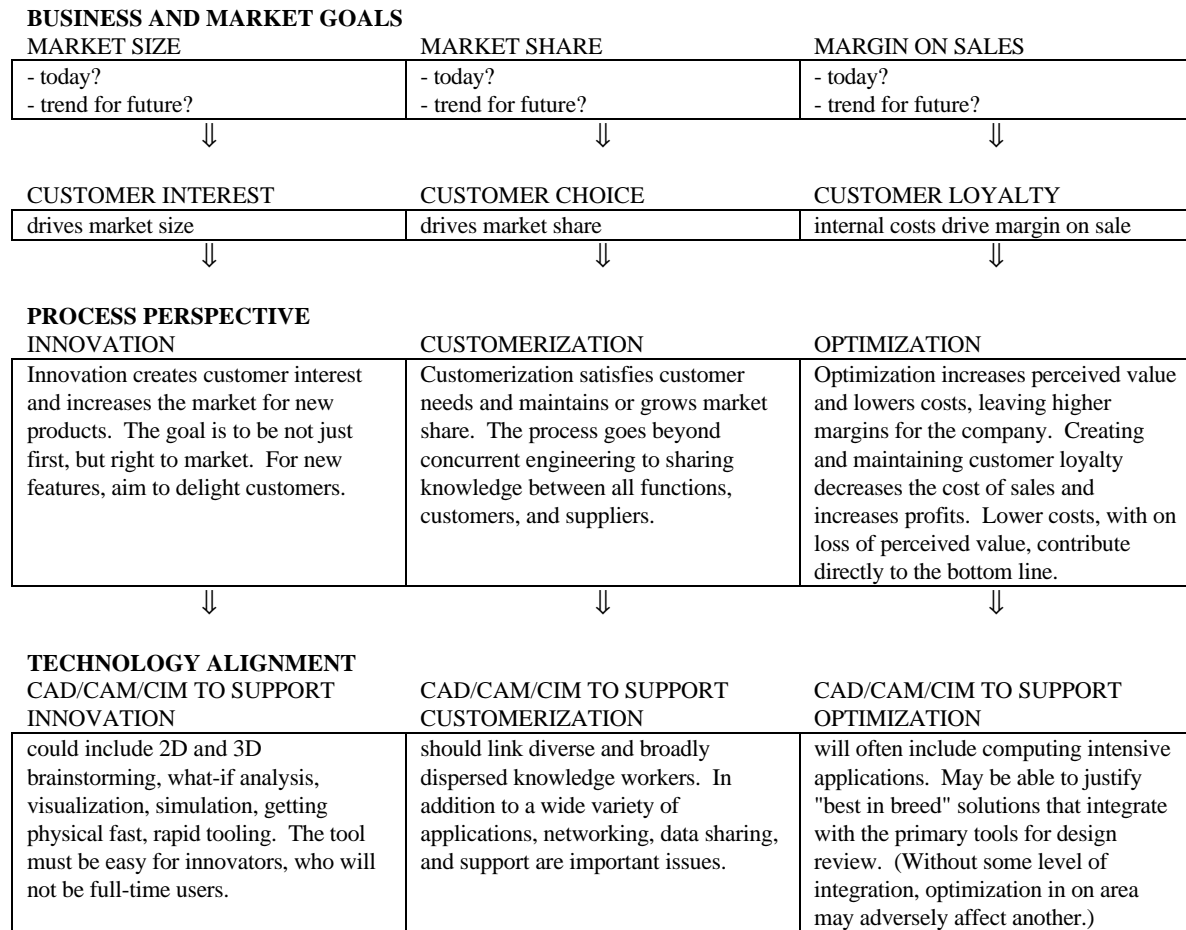 BUSINESS AND MARKET GOALS
MARKET SIZE
- today?
- trend for future?
MARKET SHARE
- today?
- trend for future?
MARGIN ON SALES
- today?
- trend for future?
⇓ ⇓ ⇓
CUSTOMER INTEREST
drives market size
CUSTOMER CHOICE
drives market share
CUSTOMER LOYALTY
internal costs drive margin on sale
⇓ ⇓ ⇓
PROCESS PERSPECTIVE
INNOVATION
Innovation creates customer interest
and increases the market for new
products. The goal is to be not just
first, but right to market. For new
features, aim to delight customers.
CUSTOMERIZATION
Customerization satisfies customer
needs and maintains or grows market
share. The process goes beyond
concurrent engineering to sharing
knowledge between all functions,
customers, and suppliers.
OPTIMIZATION
Optimization increases perceived value
and lowers costs, leaving higher
margins for the company. Creating
and maintaining customer loyalty
decreases the cost of sales and
increases profits. Lower costs, with on
loss of perceived value, contribute
directly to the bottom line.
⇓ ⇓ ⇓
TECHNOLOGY ALIGNMENT
CAD/CAM/CIM TO SUPPORT
INNOVATION
could include 2D and 3D
brainstorming, what-if analysis,
visualization, simulation, getting
physical fast, rapid tooling. The tool
must be easy for innovators, who will
not be full-time users.
CAD/CAM/CIM TO SUPPORT
CUSTOMERIZATION
should link diverse and broadly
dispersed knowledge workers. In
addition to a wide variety of
applications, networking, data sharing,
and support are important issues.
CAD/CAM/CIM TO SUPPORT
OPTIMIZATION
will often include computing intensive
applications. May be able to justify
"best in breed" solutions that integrate
with the primary tools for design
review. (Without some level of
integration, optimization in on area
may adversely affect another.)